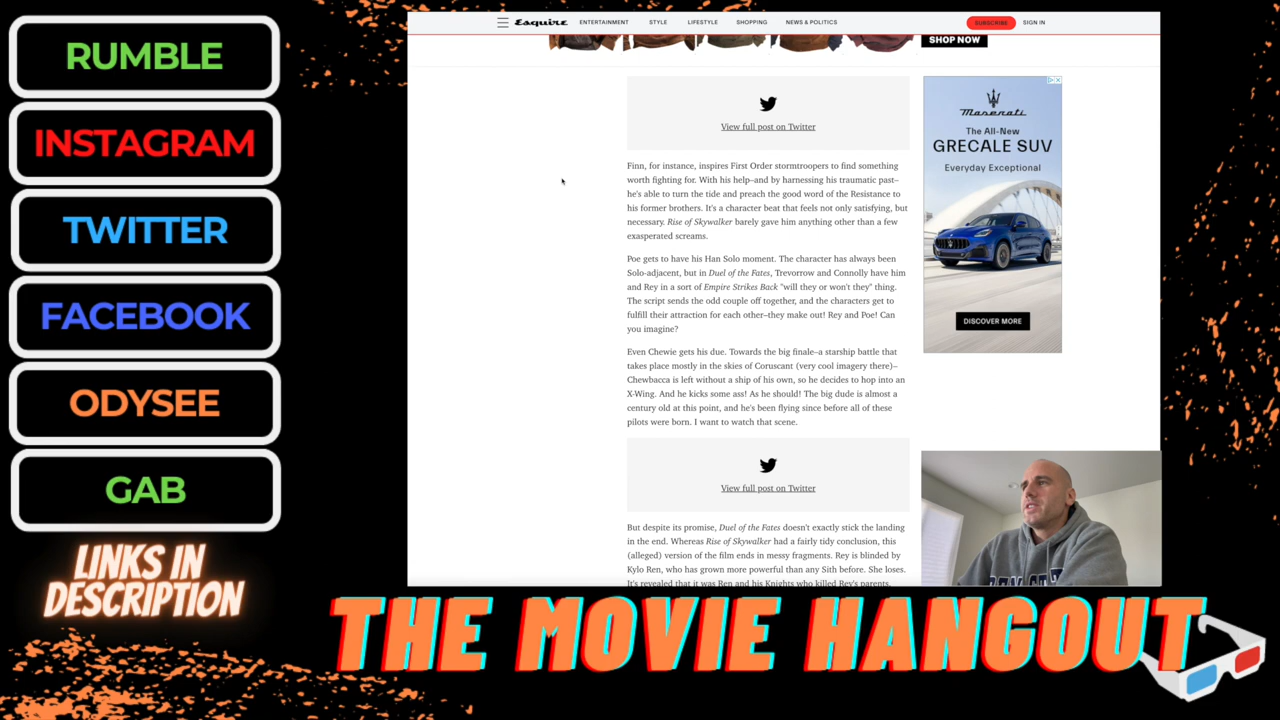 RUMBLE
INSTAGRAM
TWITTER
FACEBOOK
ODYSEE
GAB
LINKS IN
DESCRIPTION
Esquire
ENTERTAINMENT STYLE LIFESTYLE SHOPPING NEWS & POLITICS
SUBSCRIBE SIGN IN
SHOP NOW
View full post on Twitter
Finn, for instance, inspires First Order stormtroopers to find something
worth fighting for. With his help–and by harnessing his traumatic past–
he's able to turn the tide and preach the good word of the Resistance to
his former brothers. It's a character beat that feels not only satisfying, but
necessary. Rise of Skywalker barely gave him anything other than a few
exasperated screams.
Poe gets to have his Han Solo moment. The character has always been
Solo-adjacent, but in Duel of the Fates, Trevorrow and Connolly have him
and Rey in a sort of Empire Strikes Back "will they or won't they" thing.
The script sends the odd couple off together, and the characters get to
fulfill their attraction for each other–they make out! Rey and Poe! Can
you imagine?
Even Chewie gets his due. Towards the big finale–a starship battle that
takes place mostly in the skies of Coruscant (very cool imagery there)–
Chewbacca is left without a ship of his own, so he decides to hop into an
X-Wing. And he kicks some ass! As he should! The big dude is almost a
century old at this point, and he's been flying since before all of these
pilots were born. I want to watch that scene.
View full post on Twitter
But despite its promise, Duel of the Fates doesn't exactly stick the landing
in the end. Whereas Rise of Skywalker had a fairly tidy conclusion, this
(alleged) version of the film ends in messy fragments. Rey is blinded by
Kylo Ren, who has grown more powerful than any Sith before. She loses.
It's revealed that it was Ren and his Knights who killed Rey's parents.
Maserati
The All-New
GRECALE SUV
Everyday Exceptional
DISCOVER MORE
THE MOVIE HANGOUT